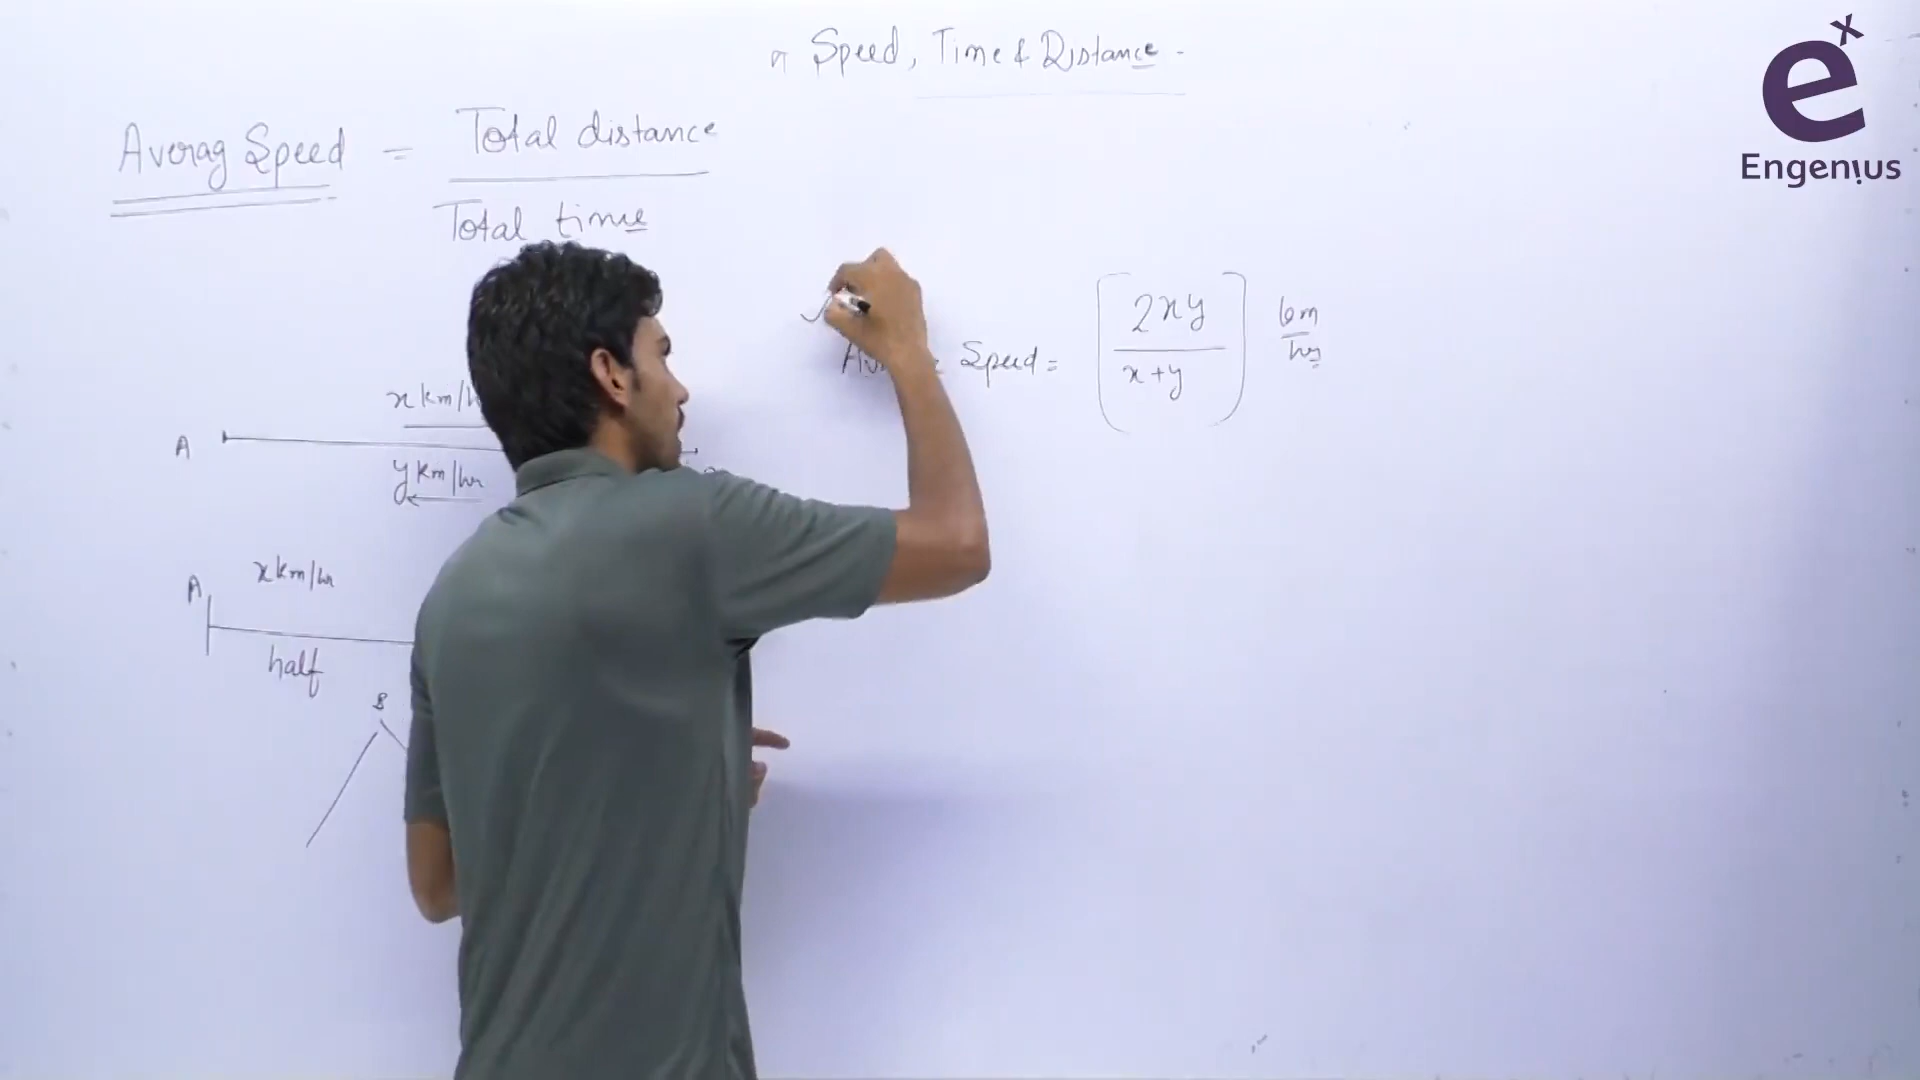 Speed, Time & Distance -
eˣ
Engenius
Averag Speed = Total distance
Total time
Speed = 2xy km
x+y hr
x km/h
A
y km/hr
x km/hr
A
half
B